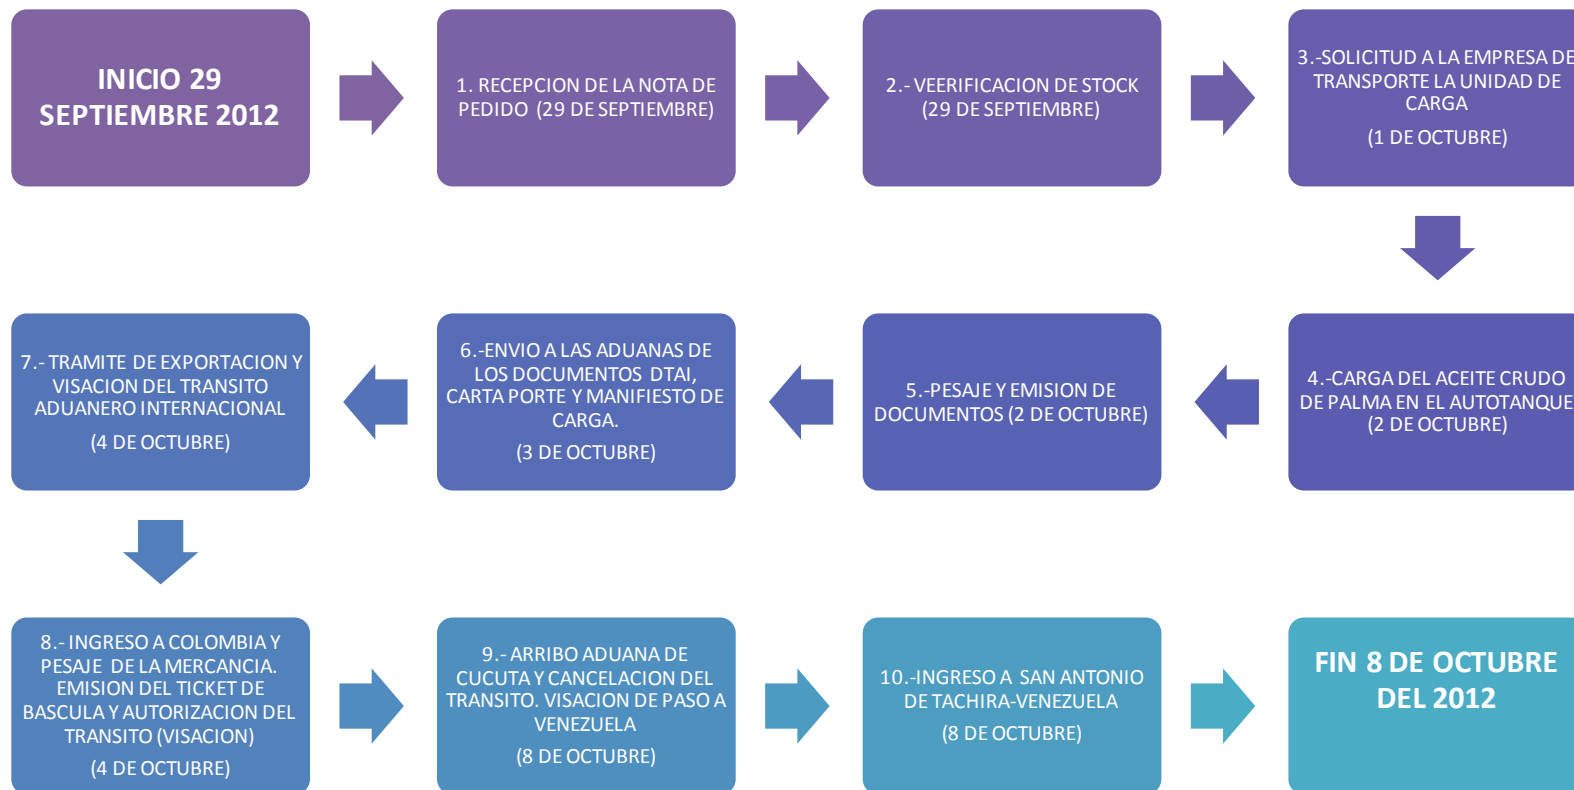 INICIO 29
SEPTIEMBRE 2012
1. RECEPCION DE LA NOTA DE
PEDIDO (29 DE SEPTIEMBRE)
2.- VEERIFICACION DE STOCK
(29 DE SEPTIEMBRE)
3.-SOLICITUD A LA EMPRESA DE
TRANSPORTE LA UNIDAD DE
CARGA
(1 DE OCTUBRE)
4.-CARGA DEL ACEITE CRUDO
DE PALMA EN EL AUTOTANQUE
(2 DE OCTUBRE)
5.-PESAJE Y EMISION DE
DOCUMENTOS (2 DE OCTUBRE)
6.-ENVIO A LAS ADUANAS DE
LOS DOCUMENTOS DTAI,
CARTA PORTE Y MANIFIESTO DE
CARGA.
(3 DE OCTUBRE)
7.- TRAMITE DE EXPORTACION Y
VISACION DEL TRANSITO
ADUANERO INTERNACIONAL
(4 DE OCTUBRE)
8.- INGRESO A COLOMBIA Y
PESAJE DE LA MERCANCIA.
EMISION DEL TICKET DE
BASCULA Y AUTORIZACION DEL
TRANSITO (VISACION)
(4 DE OCTUBRE)
9.- ARRIBO ADUANA DE
CUCUTA Y CANCELACION DEL
TRANSITO. VISACION DE PASO A
VENEZUELA
(8 DE OCTUBRE)
10.-INGRESO A SAN ANTONIO
DE TACHIRA-VENEZUELA
(8 DE OCTUBRE)
FIN 8 DE OCTUBRE
DEL 2012